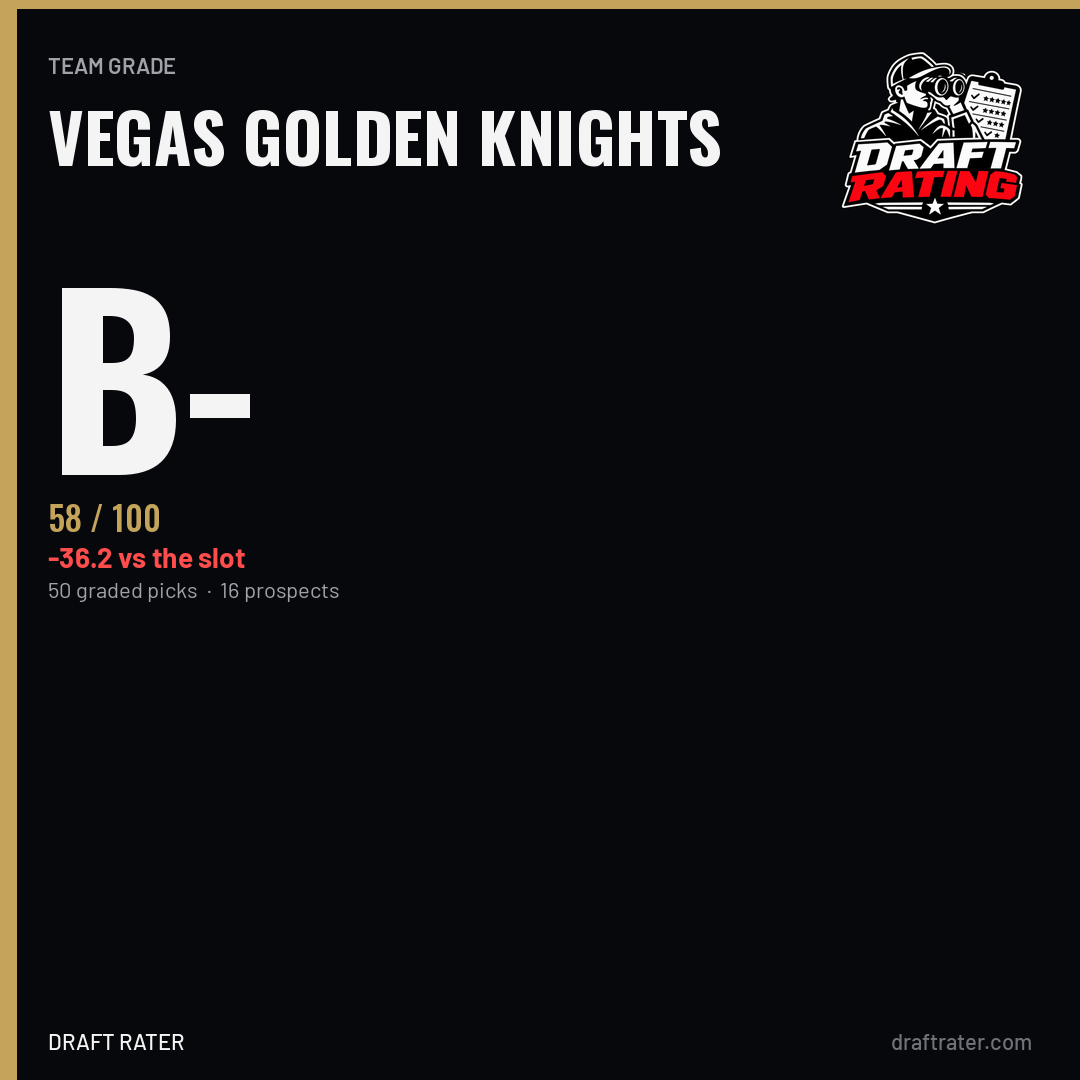 TEAM GRADE
VEGAS GOLDEN KNIGHTS
DRAFT
RATING
B-
58 / 100
-36.2 vs the slot
50 graded picks · 16 prospects
DRAFT RATER
draftrater.com